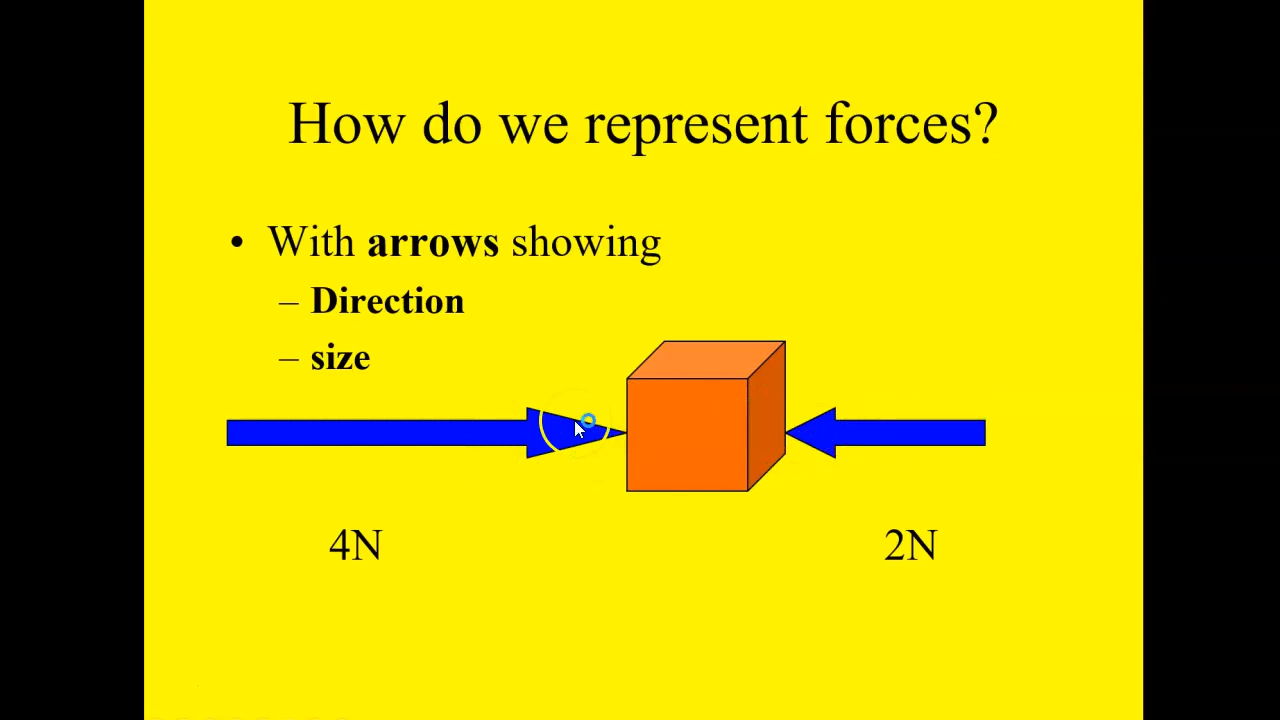 How do we represent forces?
• With arrows showing
– Direction
– size
4N
2N